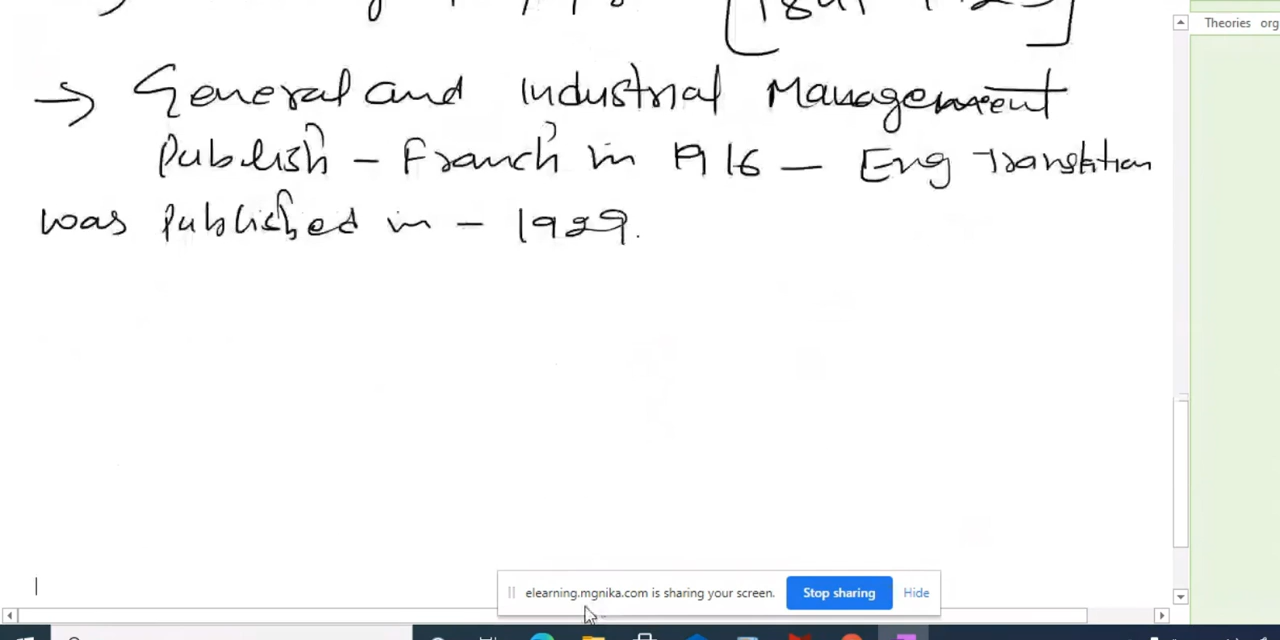 Theories org
→ General and Industrial Management
Publish - Franch in 1916 - Eng Translation
was Published in - 1929.
elearning.mgnika.com is sharing your screen. Stop sharing Hide